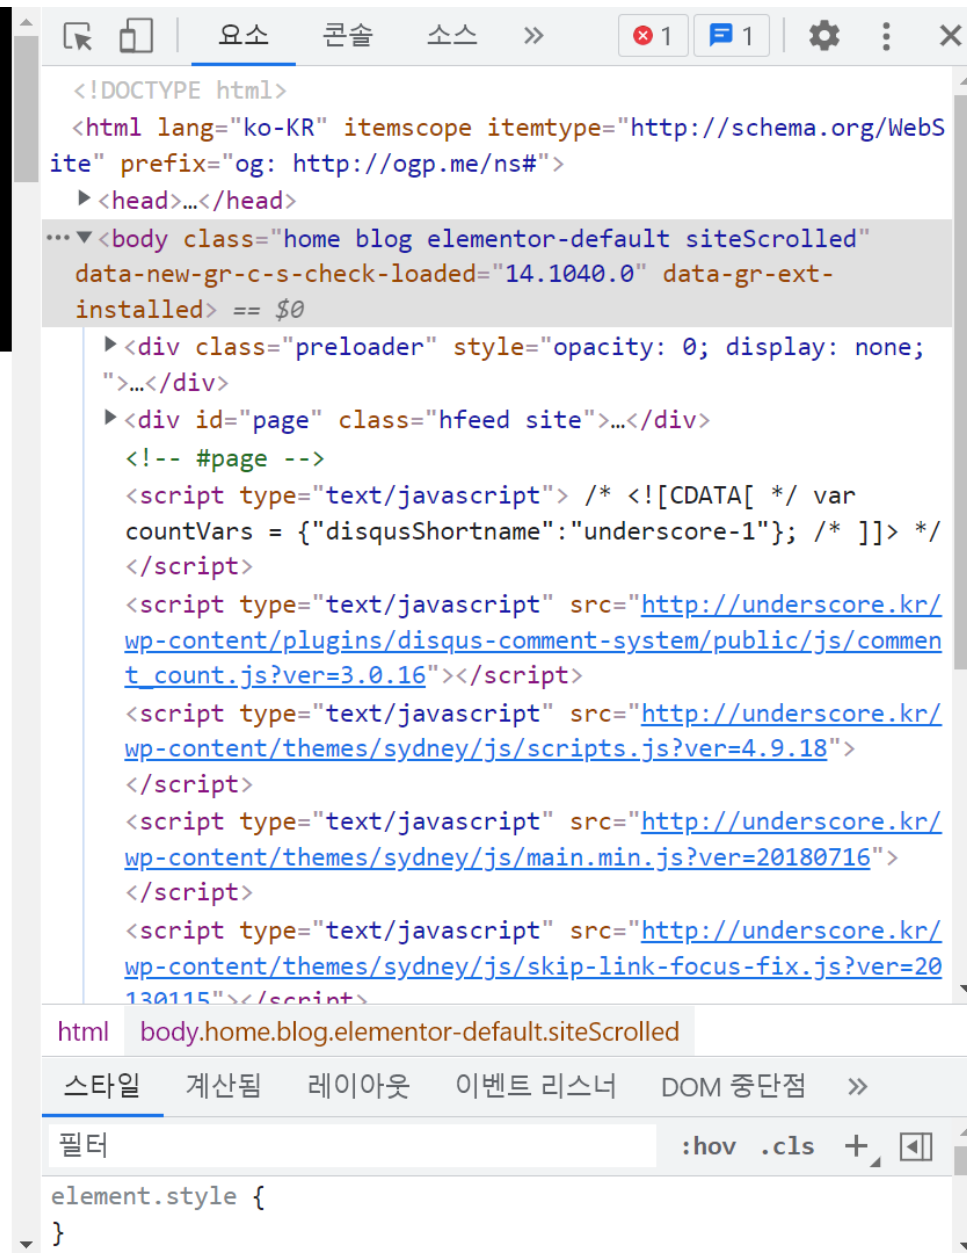 요소 콘솔 소스 » 1 1
<!DOCTYPE html>
<html lang="ko-KR" itemscope itemtype="http://schema.org/WebS
ite" prefix="og: http://ogp.me/ns#">
<head>…</head>
<body class="home blog elementor-default siteScrolled"
data-new-gr-c-s-check-loaded="14.1040.0" data-gr-ext-
installed> == $0
<div class="preloader" style="opacity: 0; display: none;
">…</div>
<div id="page" class="hfeed site">…</div>
<!-- #page -->
<script type="text/javascript"> /* <![CDATA[ */ var
countVars = {"disqusShortname":"underscore-1"}; /* ]]> */
</script>
<script type="text/javascript" src="http://underscore.kr/
wp-content/plugins/disqus-comment-system/public/js/commen
t_count.js?ver=3.0.16"></script>
<script type="text/javascript" src="http://underscore.kr/
wp-content/themes/sydney/js/scripts.js?ver=4.9.18">
</script>
<script type="text/javascript" src="http://underscore.kr/
wp-content/themes/sydney/js/main.min.js?ver=20180716">
</script>
<script type="text/javascript" src="http://underscore.kr/
wp-content/themes/sydney/js/skip-link-focus-fix.js?ver=20
130115"></script>
html body.home.blog.elementor-default.siteScrolled
스타일 계산됨 레이아웃 이벤트 리스너 DOM 중단점 »
필터 :hov .cls +
element.style {
}